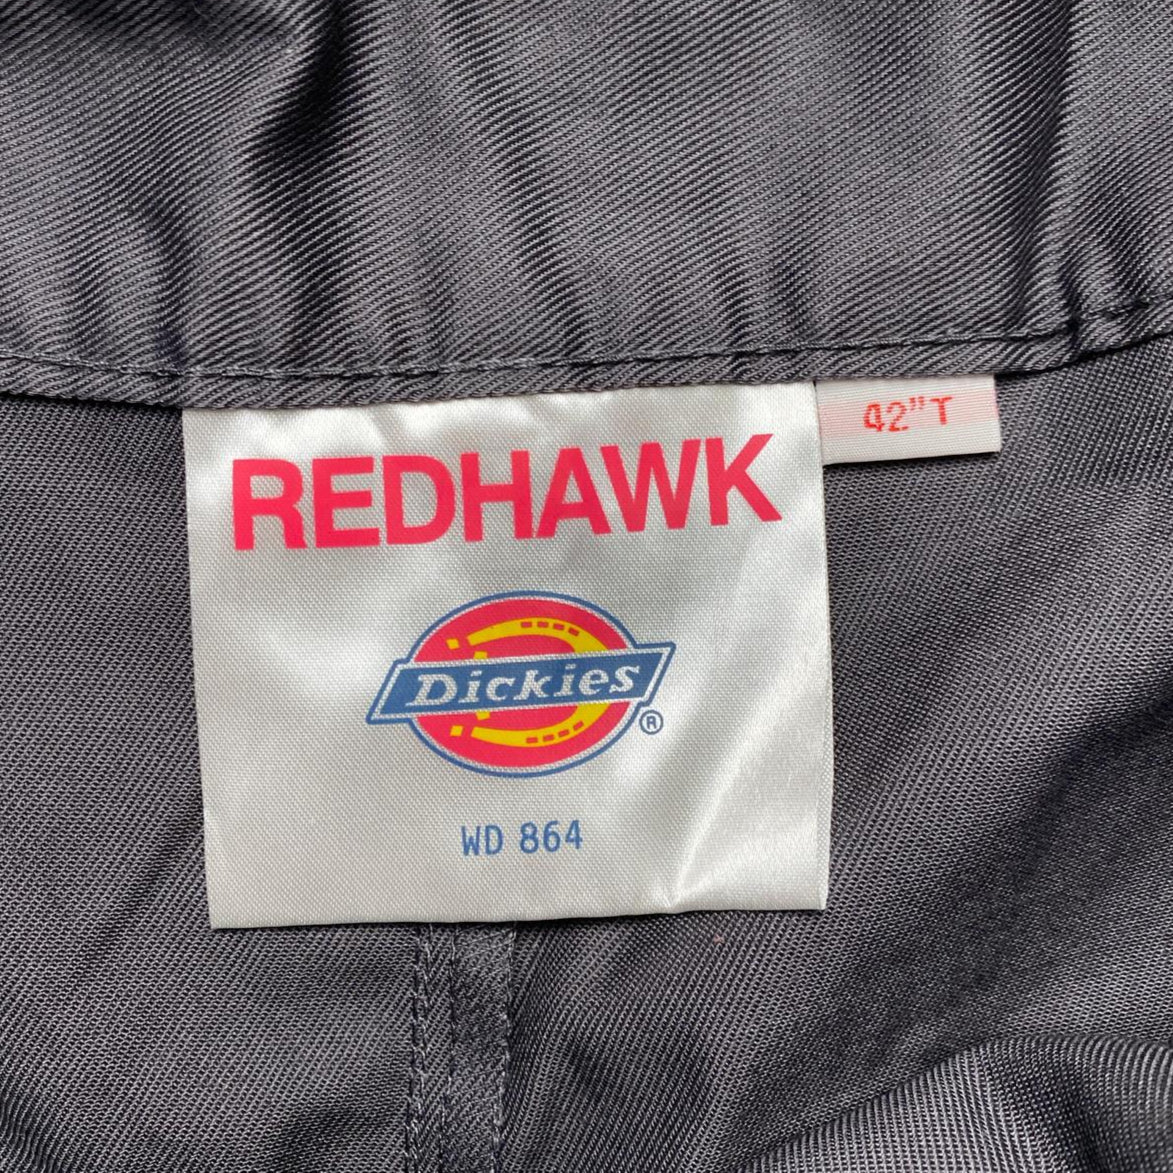 REDHAWK
42"T
Dickies
®
WD 864